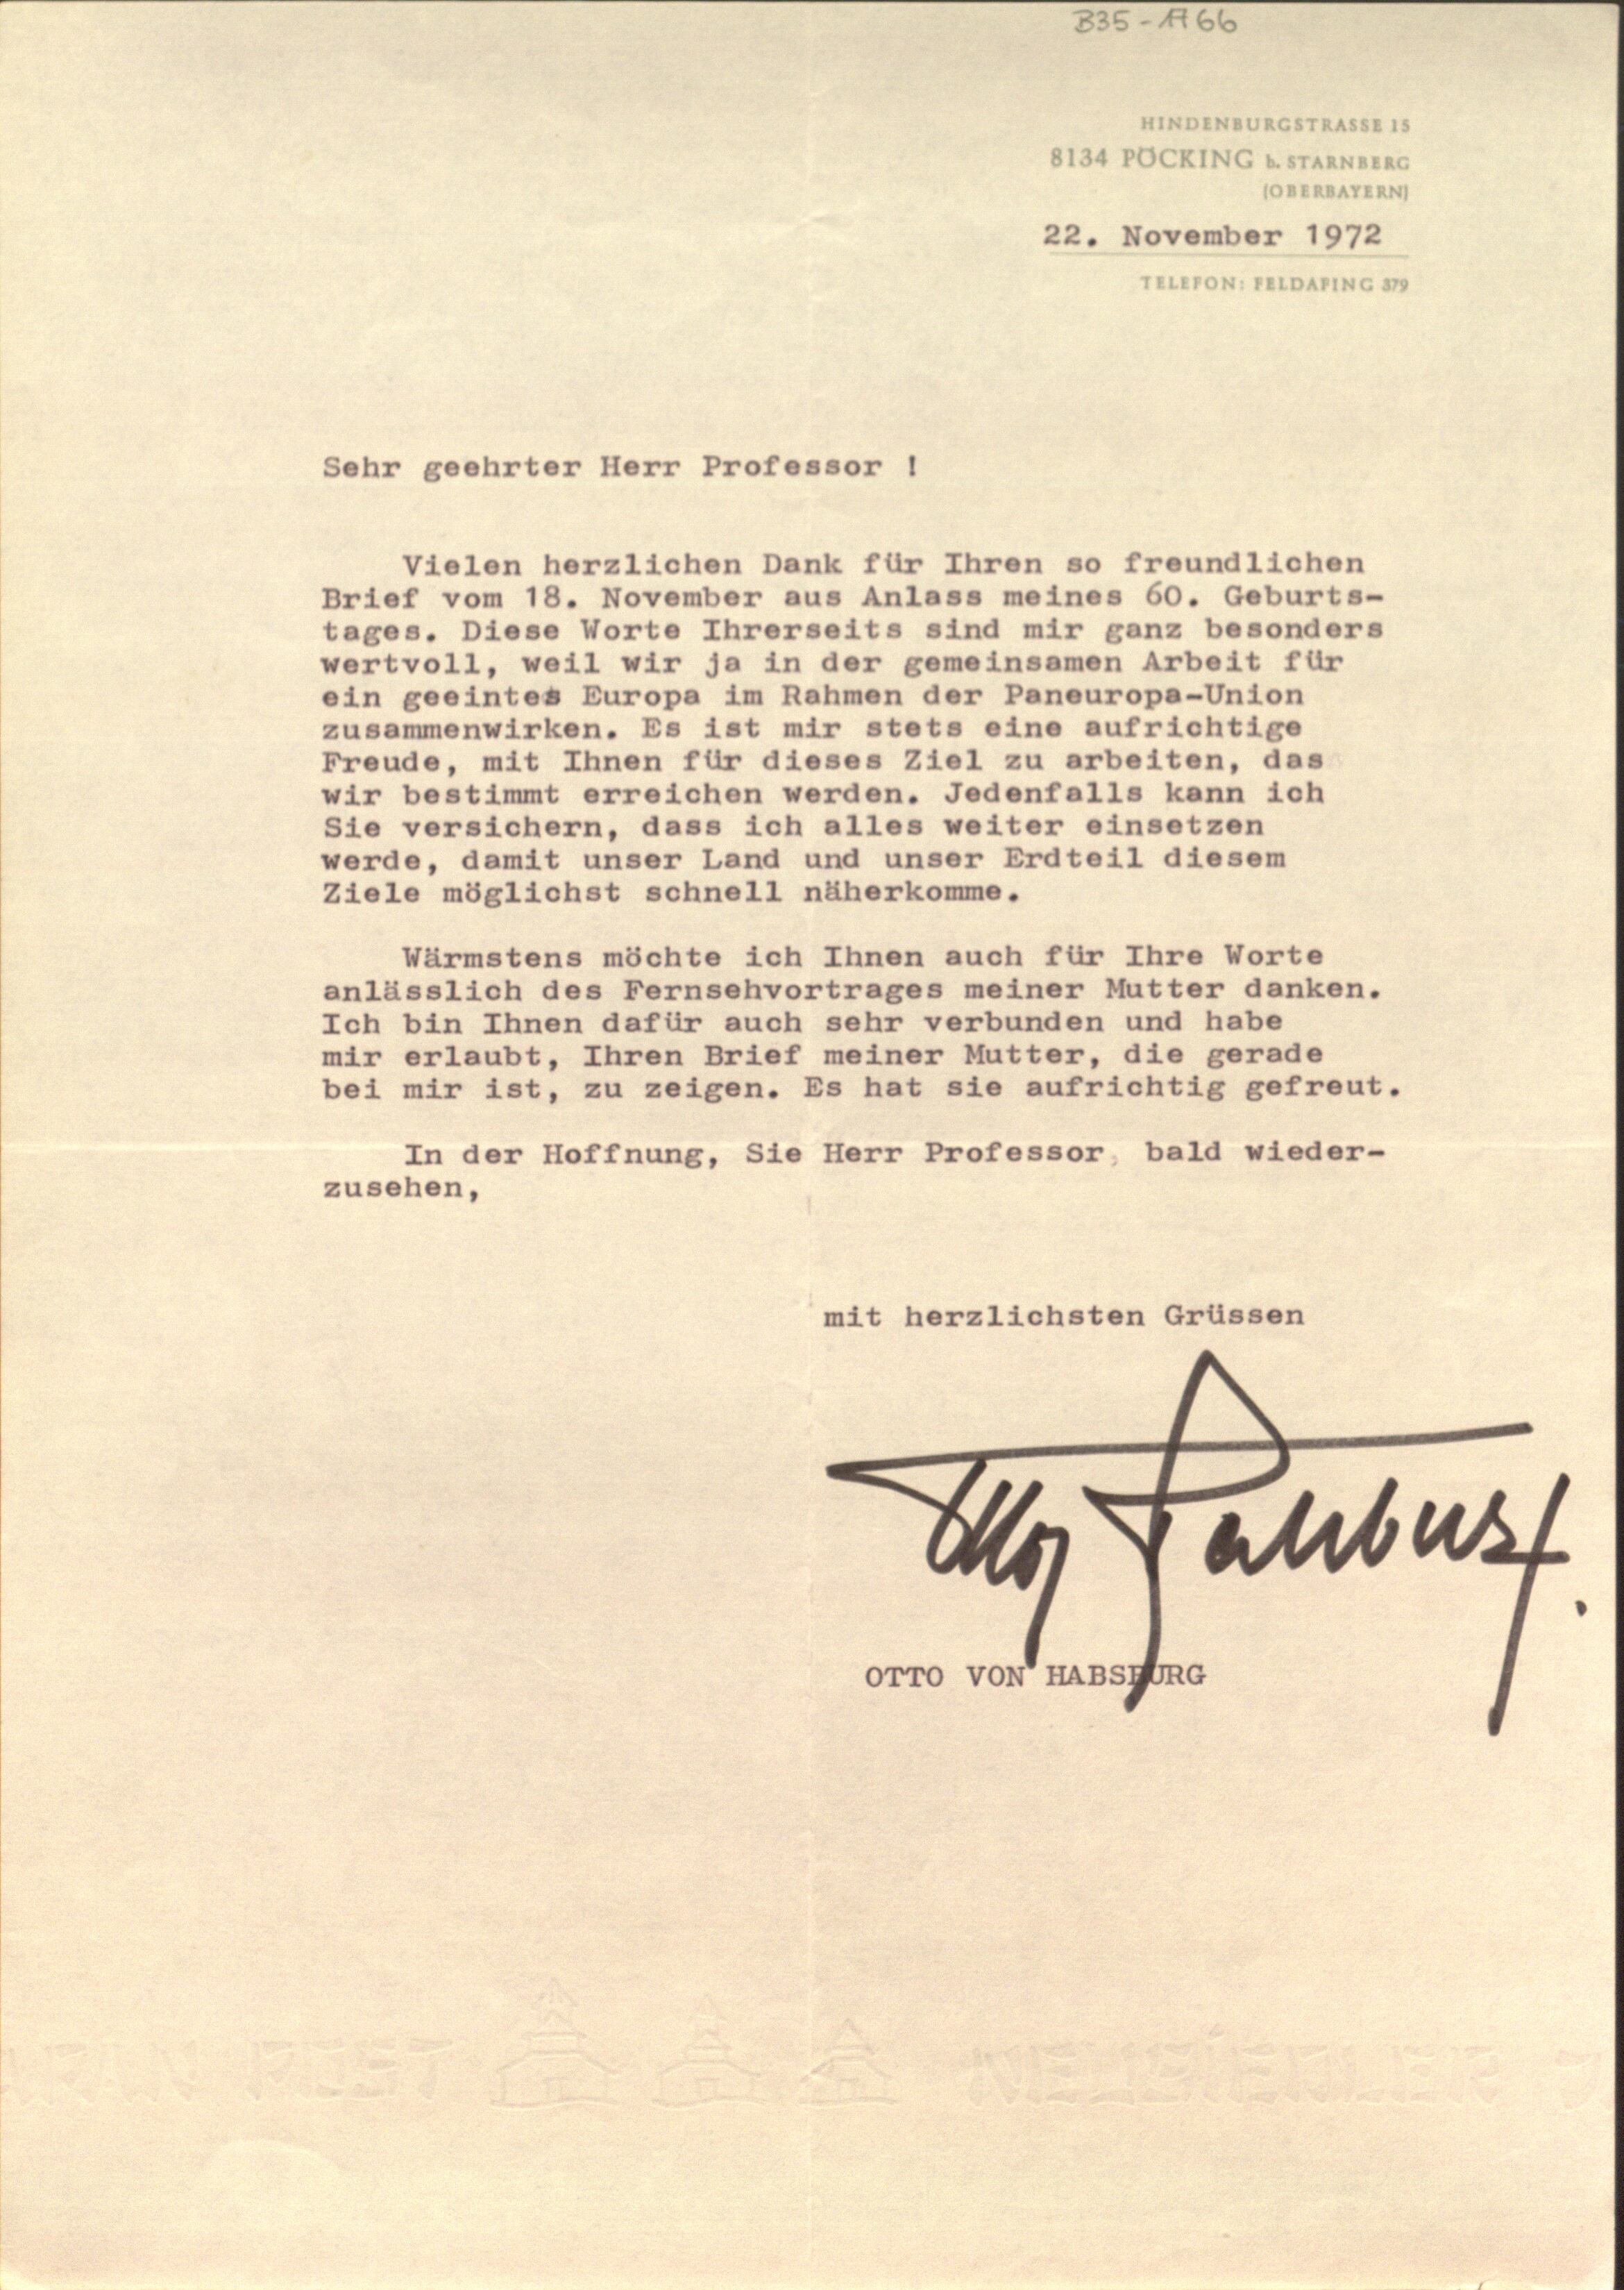 B35-A66
HINDENBURGSTRASSE 15
8134 PÖCKING b. STARNBERG
(OBERBAYERN)
22. November 1972
TELEFON: FELDAFING 379
Sehr geehrter Herr Professor !
Vielen herzlichen Dank für Ihren so freundlichen
Brief vom 18. November aus Anlass meines 60. Geburts-
tages. Diese Worte Ihrerseits sind mir ganz besonders
wertvoll, weil wir ja in der gemeinsamen Arbeit für
ein geeintes Europa im Rahmen der Paneuropa-Union
zusammenwirken. Es ist mir stets eine aufrichtige
Freude, mit Ihnen für dieses Ziel zu arbeiten, das
wir bestimmt erreichen werden. Jedenfalls kann ich
Sie versichern, dass ich alles weiter einsetzen
werde, damit unser Land und unser Erdteil diesem
Ziele möglichst schnell näherkomme.
Wärmstens möchte ich Ihnen auch für Ihre Worte
anlässlich des Fernsehvortrages meiner Mutter danken.
Ich bin Ihnen dafür auch sehr verbunden und habe
mir erlaubt, Ihren Brief meiner Mutter, die gerade
bei mir ist, zu zeigen. Es hat sie aufrichtig gefreut.
In der Hoffnung, Sie Herr Professor, bald wieder-
zusehen,
mit herzlichsten Grüssen
OTTO VON HABSBURG